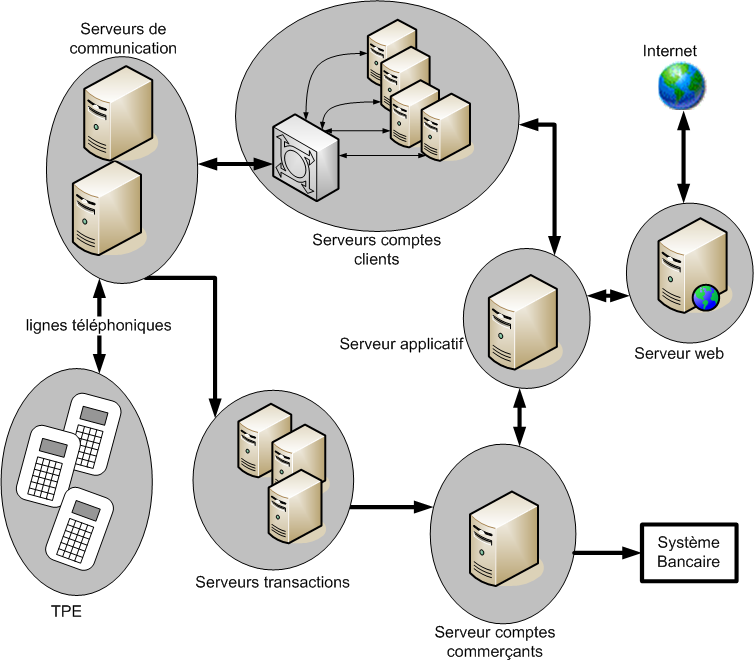 Serveurs de
communication
Internet
Serveurs comptes
clients
lignes téléphoniques
Serveur applicatif
Serveur web
Système
Bancaire
Serveurs transactions
TPE
Serveur comptes
commerçants